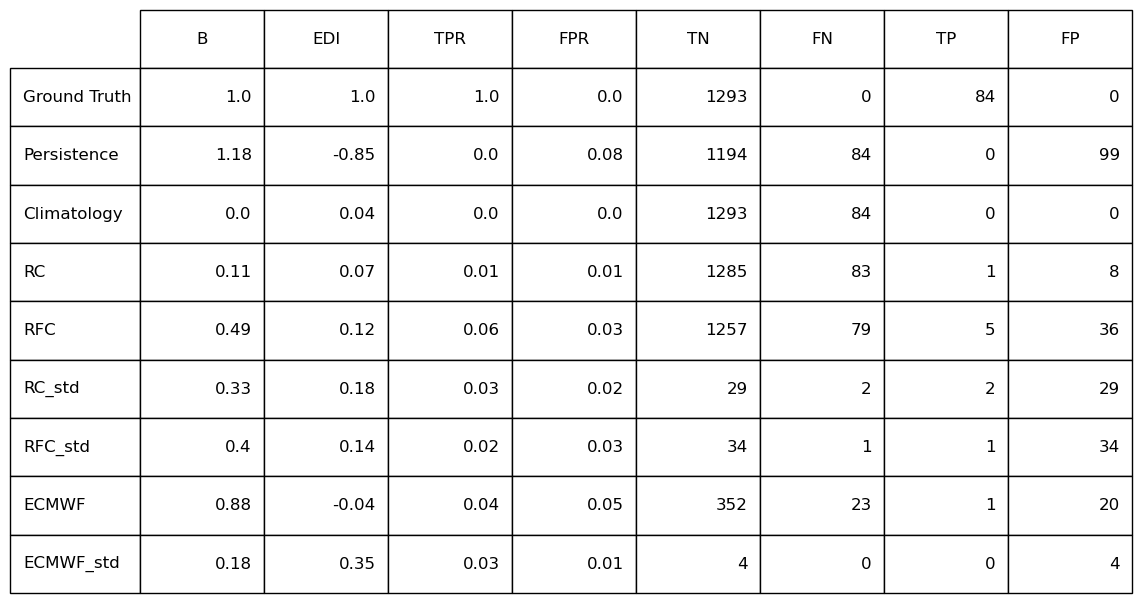 B EDI TPR FPR TN FN TP FP
Ground Truth 1.0 1.0 1.0 0.0 1293 0 84 0
Persistence 1.18 -0.85 0.0 0.08 1194 84 0 99
Climatology 0.0 0.04 0.0 0.0 1293 84 0 0
RC 0.11 0.07 0.01 0.01 1285 83 1 8
RFC 0.49 0.12 0.06 0.03 1257 79 5 36
RC_std 0.33 0.18 0.03 0.02 29 2 2 29
RFC_std 0.4 0.14 0.02 0.03 34 1 1 34
ECMWF 0.88 -0.04 0.04 0.05 352 23 1 20
ECMWF_std 0.18 0.35 0.03 0.01 4 0 0 4